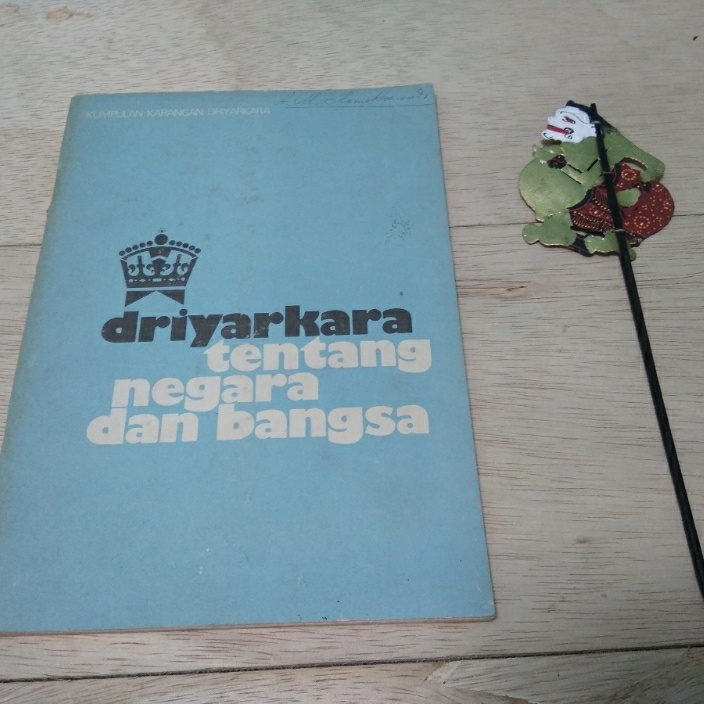 KUMPULAN KARANGAN DRIYARKARA
driyarkara
tentang
negara
dan bangsa